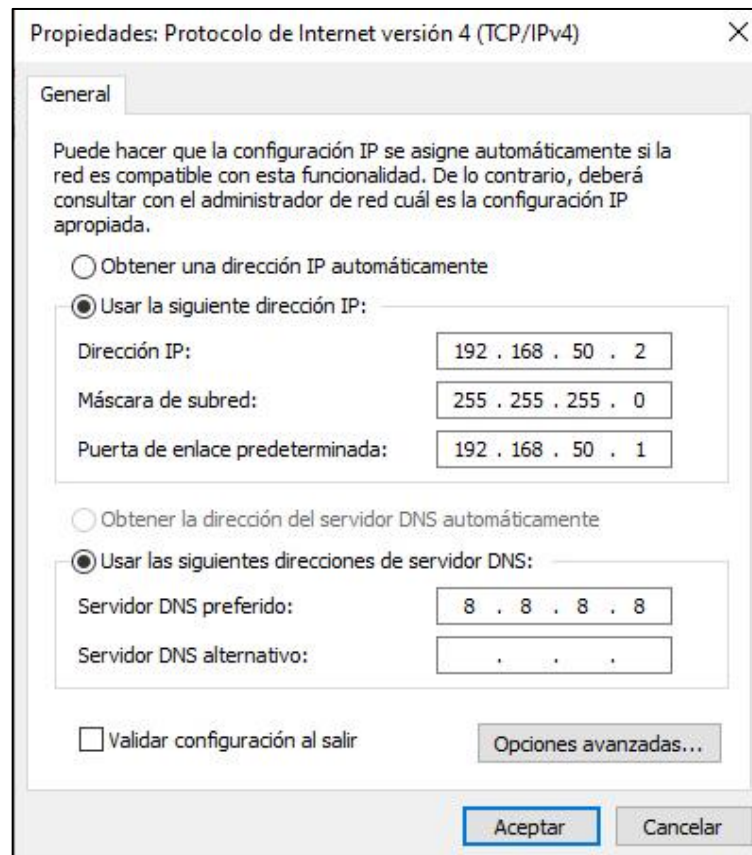 Propiedades: Protocolo de Internet versión 4 (TCP/IPv4)
General
Puede hacer que la configuración IP se asigne automáticamente si la
red es compatible con esta funcionalidad. De lo contrario, deberá
consultar con el administrador de red cuál es la configuración IP
apropiada.
Obtener una dirección IP automáticamente
Usar la siguiente dirección IP:
Dirección IP: 192 . 168 . 50 . 2
Máscara de subred: 255 . 255 . 255 . 0
Puerta de enlace predeterminada: 192 . 168 . 50 . 1
Obtener la dirección del servidor DNS automáticamente
Usar las siguientes direcciones de servidor DNS:
Servidor DNS preferido: 8 . 8 . 8 . 8
Servidor DNS alternativo: . . .
Validar configuración al salir Opciones avanzadas...
Aceptar Cancelar